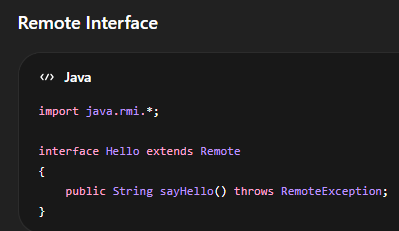 Remote Interface
</> Java
import java.rmi.*;
interface Hello extends Remote
{
    public String sayHello() throws RemoteException;
}